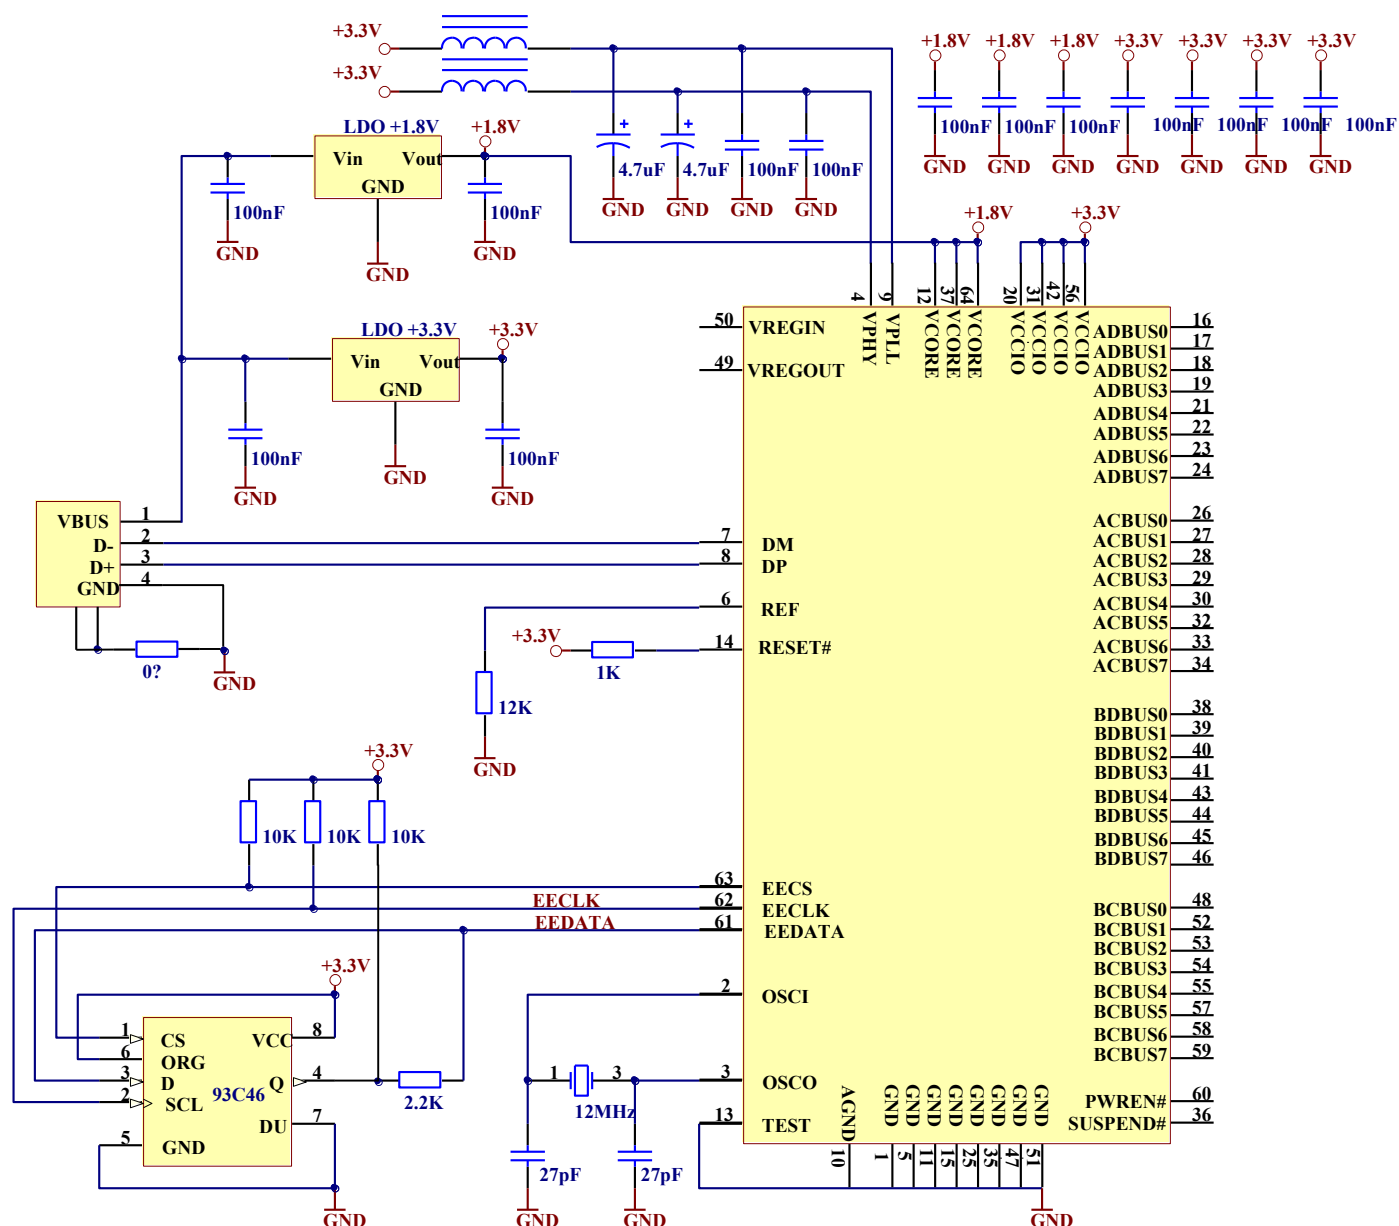 +3.3V
+3.3V
+1.8V +1.8V +1.8V +3.3V +3.3V +3.3V +3.3V
100nF 100nF 100nF 100nF 100nF 100nF 100nF
GND GND GND GND GND GND GND
LDO +1.8V
+1.8V
Vin Vout
GND
100nF
100nF
GND
GND
GND
4.7uF 4.7uF 100nF 100nF
GND GND GND GND
+1.8V
+3.3V
LDO +3.3V
+3.3V
Vin Vout
GND
100nF
100nF
GND
GND
GND
4 VPHY
9 VPLL
12 VCORE
37 VCORE
64 VCORE
20 VCCIO
31 VCCIO
42 VCCIO
56 VCCIO
50 VREGIN
49 VREGOUT
VBUS 1
D- 2
D+ 3
GND 4
0?
GND
7 DM
8 DP
6 REF
+3.3V
1K
14 RESET#
12K
GND
+3.3V
10K 10K 10K
63 EECS
EECLK 62 EECLK
EEDATA 61 EEDATA
+3.3V
1 CS
6 ORG
3 D
2 SCL
5 GND
93C46
VCC 8
Q 4
DU 7
2.2K
GND
2 OSCI
1 3
12MHz
3 OSCO
13 TEST
27pF 27pF
GND GND
ADBUS0 16
ADBUS1 17
ADBUS2 18
ADBUS3 19
ADBUS4 21
ADBUS5 22
ADBUS6 23
ADBUS7 24
ACBUS0 26
ACBUS1 27
ACBUS2 28
ACBUS3 29
ACBUS4 30
ACBUS5 32
ACBUS6 33
ACBUS7 34
BDBUS0 38
BDBUS1 39
BDBUS2 40
BDBUS3 41
BDBUS4 43
BDBUS5 44
BDBUS6 45
BDBUS7 46
BCBUS0 48
BCBUS1 52
BCBUS2 53
BCBUS3 54
BCBUS4 55
BCBUS5 57
BCBUS6 58
BCBUS7 59
PWREN# 60
SUSPEND# 36
AGND 10
GND 1
GND 5
GND 11
GND 15
GND 25
GND 35
GND 47
GND 51
GND